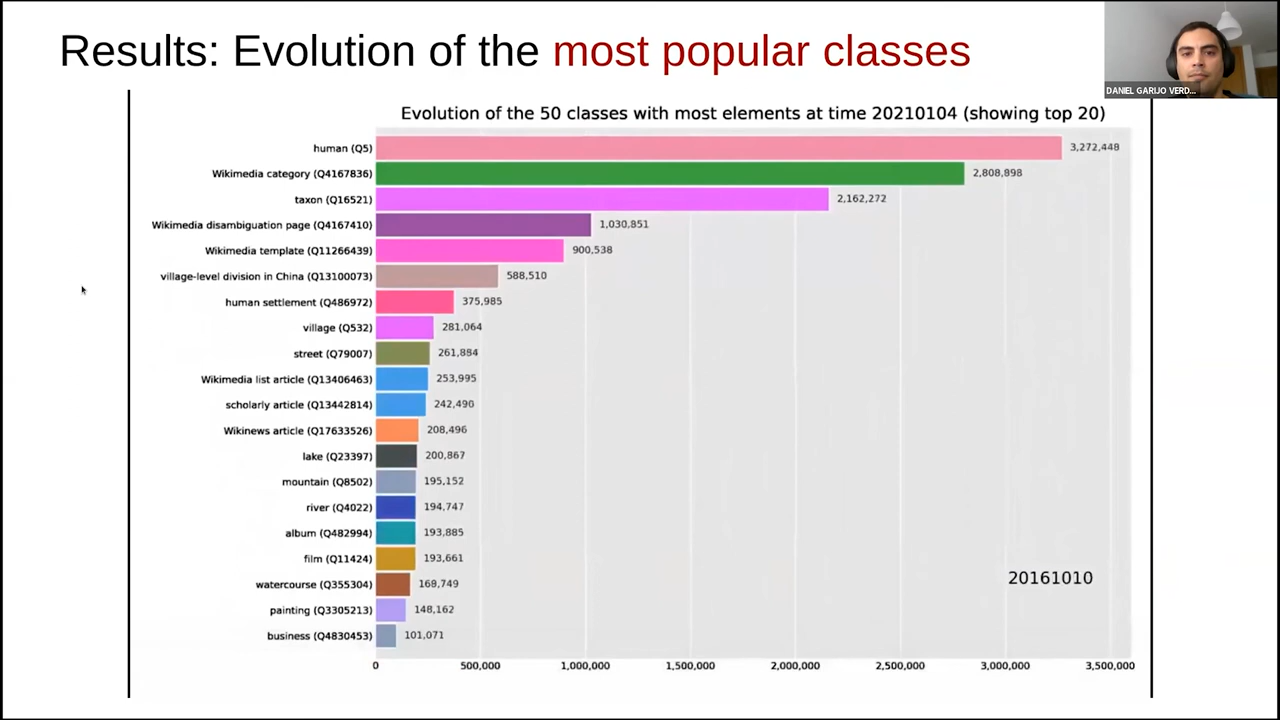 Results: Evolution of the most popular classes
DANIEL GARIJO VERD...
Evolution of the 50 classes with most elements at time 20210104 (showing top 20)
human (Q5) 3,272,448
Wikimedia category (Q4167836) 2,808,898
taxon (Q16521) 2,162,272
Wikimedia disambiguation page (Q4167410) 1,030,851
Wikimedia template (Q11266439) 900,538
village-level division in China (Q13100073) 588,510
human settlement (Q486972) 375,985
village (Q532) 281,064
street (Q79007) 261,884
Wikimedia list article (Q13406463) 253,995
scholarly article (Q13442814) 242,490
Wikinews article (Q17633526) 208,496
lake (Q23397) 200,867
mountain (Q8502) 195,152
river (Q4022) 194,747
album (Q482994) 193,885
film (Q11424) 193,661
watercourse (Q355304) 168,749
20161010
painting (Q3305213) 148,162
business (Q4830453) 101,071
0 500,000 1,000,000 1,500,000 2,000,000 2,500,000 3,000,000 3,500,000